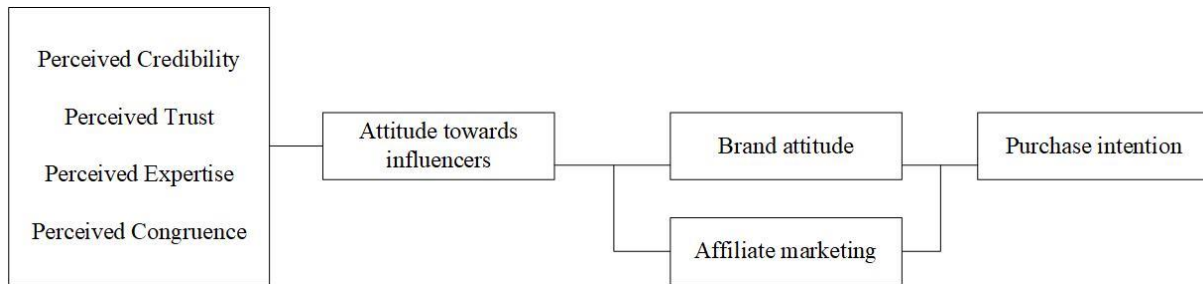 Perceived Credibility
Perceived Trust
Perceived Expertise
Perceived Congruence
Attitude towards
influencers
Brand attitude
Affiliate marketing
Purchase intention